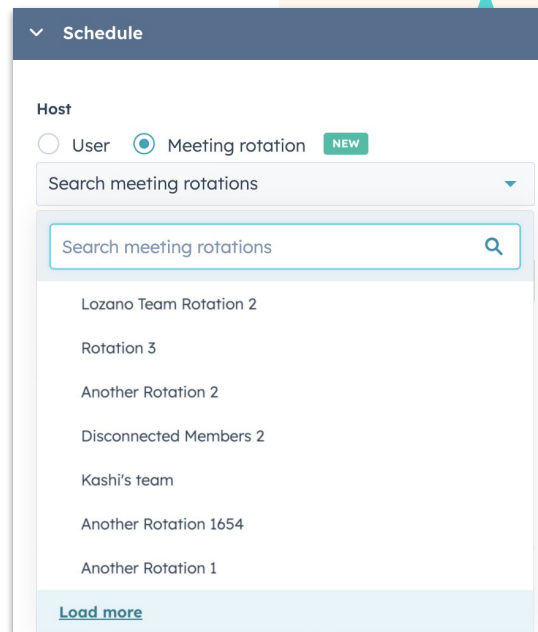 Schedule
Host
User Meeting rotation NEW
Search meeting rotations
Search meeting rotations
Lozano Team Rotation 2
Rotation 3
Another Rotation 2
Disconnected Members 2
Kashi's team
Another Rotation 1654
Another Rotation 1
Load more